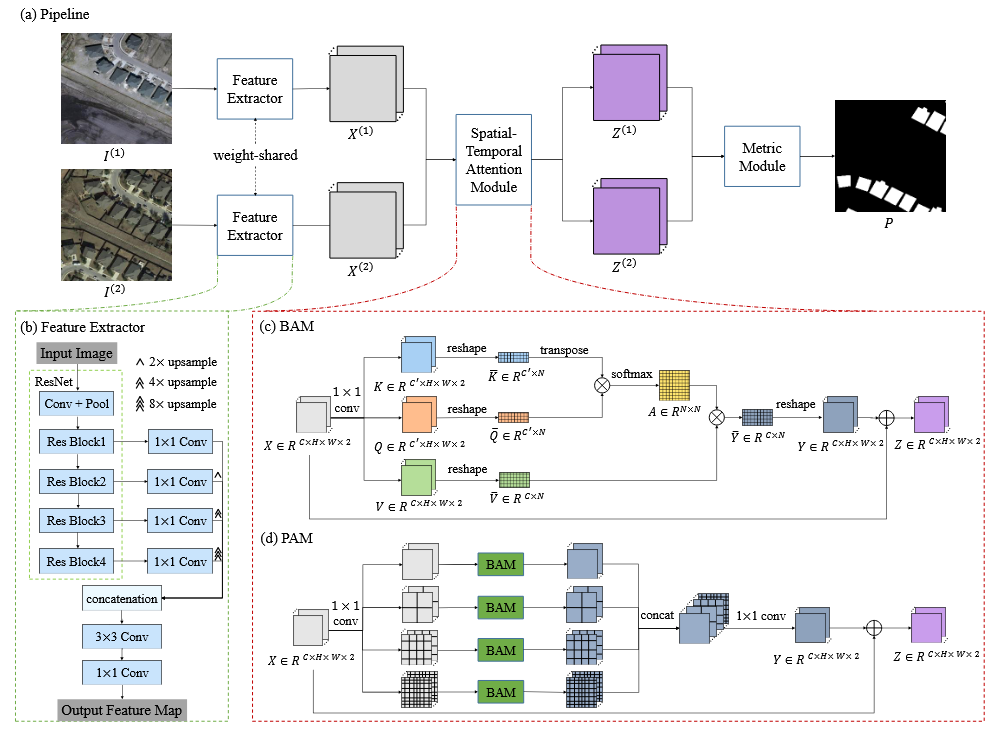 (a) Pipeline
I(1)
Feature
Extractor
X(1)
weight-shared
I(2)
Feature
Extractor
X(2)
Spatial-
Temporal
Attention
Module
Z(1)
Z(2)
Metric
Module
P
(b) Feature Extractor
Input Image
ResNet
2× upsample
4× upsample
8× upsample
Conv + Pool
Res Block1
1×1 Conv
Res Block2
1×1 Conv
Res Block3
1×1 Conv
Res Block4
1×1 Conv
concatenation
3×3 Conv
1×1 Conv
Output Feature Map
(c) BAM
X ∈ R C×H×W×2
1×1
conv
K ∈ R C′×H×W×2
reshape
K̅ ∈ R C′×N
transpose
Q ∈ R C′×H×W×2
reshape
Q̅ ∈ R C′×N
V ∈ R C×H×W×2
reshape
V̅ ∈ R C×N
softmax
A ∈ R N×N
Y̅ ∈ R C×N
reshape
Y ∈ R C×H×W×2
Z ∈ R C×H×W×2
(d) PAM
X ∈ R C×H×W×2
1×1
conv
BAM
BAM
BAM
BAM
concat
1×1 conv
Y ∈ R C×H×W×2
Z ∈ R C×H×W×2